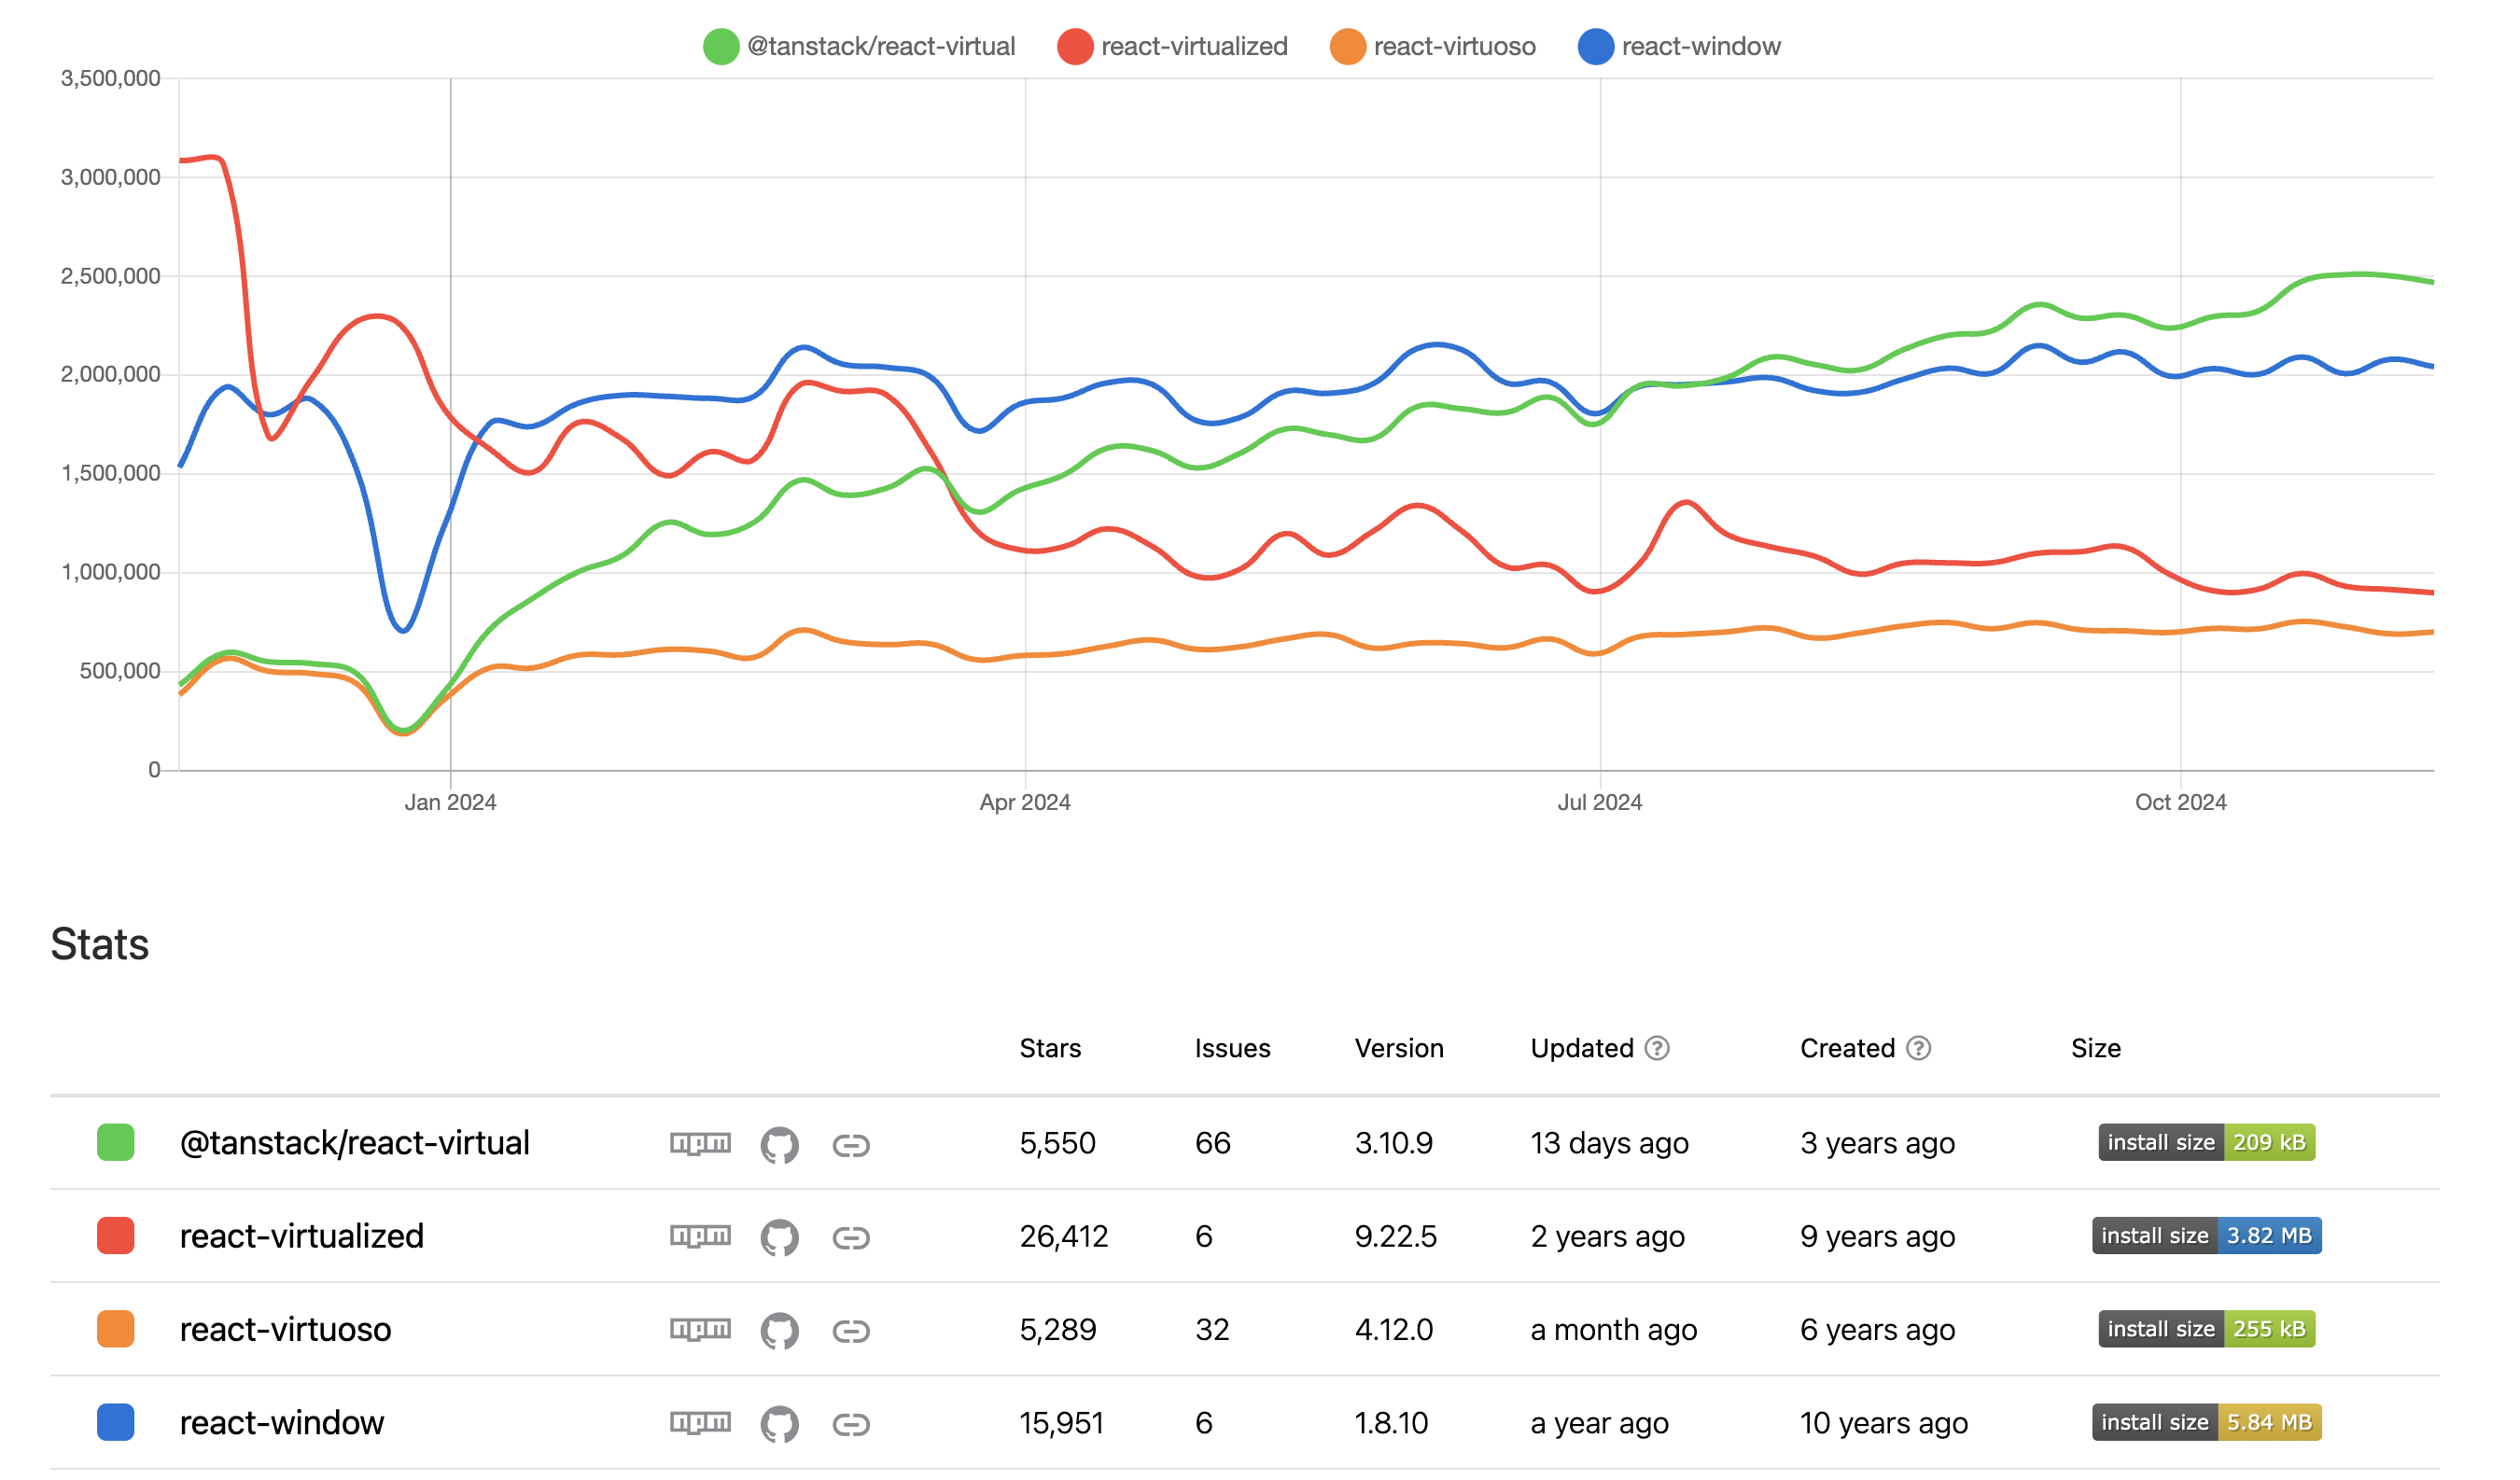 @tanstack/react-virtual react-virtualized react-virtuoso react-window
3,500,000
3,000,000
2,500,000
2,000,000
1,500,000
1,000,000
500,000
0
Jan 2024 Apr 2024 Jul 2024 Oct 2024
Stats
Stars Issues Version Updated ? Created ? Size
@tanstack/react-virtual npm 5,550 66 3.10.9 13 days ago 3 years ago install size 209 kB
react-virtualized npm 26,412 6 9.22.5 2 years ago 9 years ago install size 3.82 MB
react-virtuoso npm 5,289 32 4.12.0 a month ago 6 years ago install size 255 kB
react-window npm 15,951 6 1.8.10 a year ago 10 years ago install size 5.84 MB